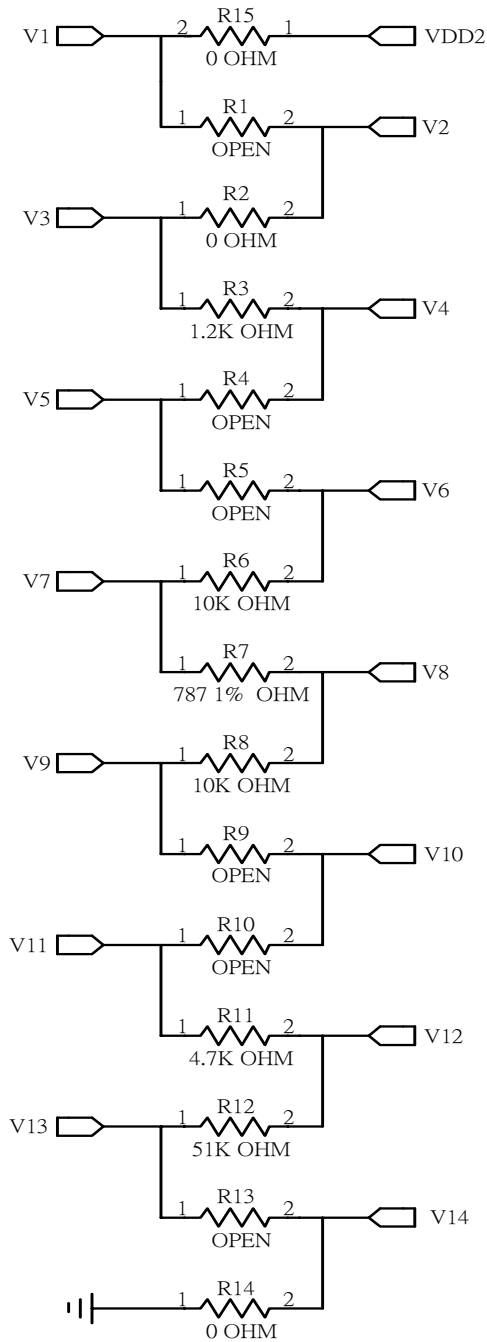 V1 2 R15 1 VDD2
0 OHM
1 R1 2 V2
OPEN
V3 1 R2 2
0 OHM
1 R3 2 V4
1.2K OHM
V5 1 R4 2
OPEN
1 R5 2 V6
OPEN
V7 1 R6 2
10K OHM
1 R7 2 V8
787 1% OHM
V9 1 R8 2
10K OHM
1 R9 2 V10
OPEN
V11 1 R10 2
OPEN
1 R11 2 V12
4.7K OHM
V13 1 R12 2
51K OHM
1 R13 2 V14
OPEN
1 R14 2
0 OHM